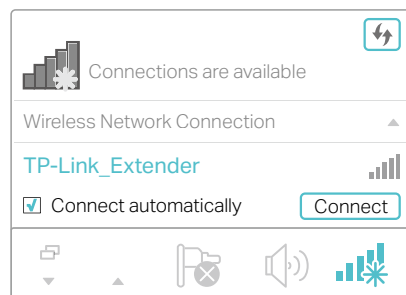 Connections are available
Wireless Network Connection
TP-Link_Extender
Connect automatically
Connect